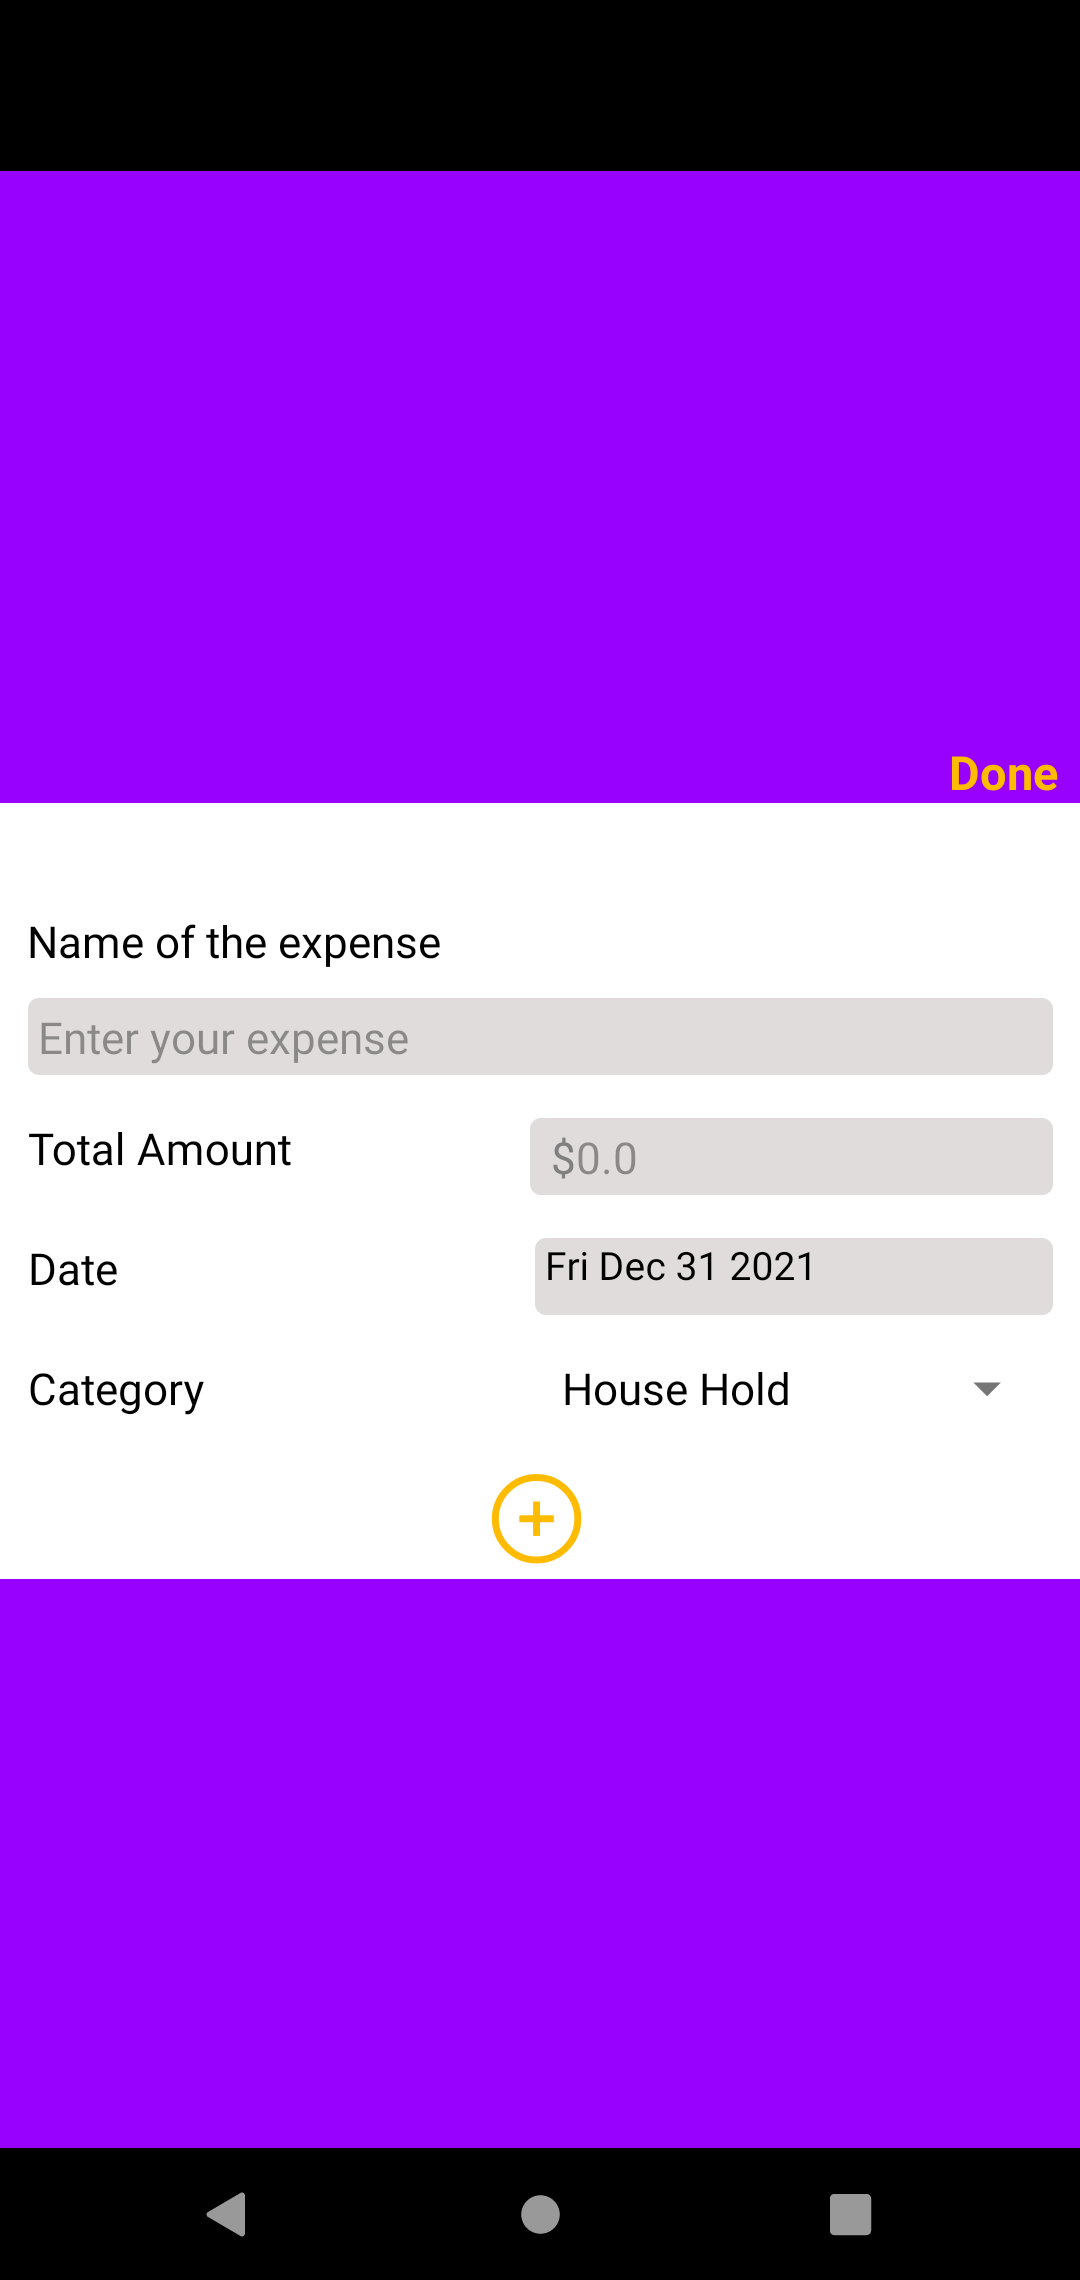 Done
Name of the expense
Enter your expense
Total Amount
$0.0
Date
Fri Dec 31 2021
Category
House Hold
+